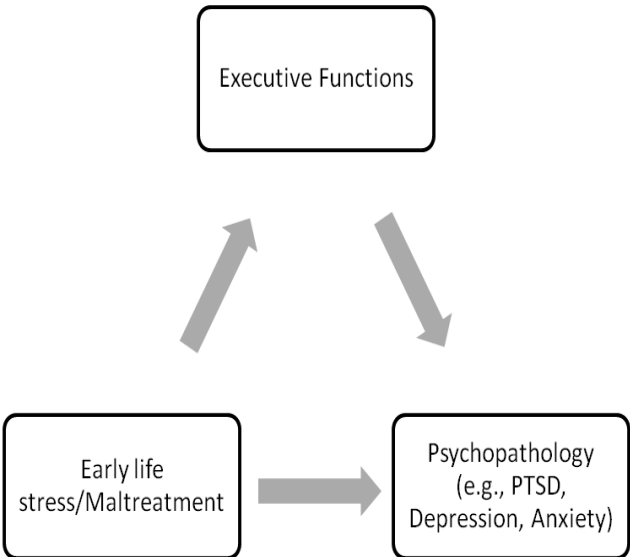 Executive Functions
Early life
stress/Maltreatment
Psychopathology
(e.g., PTSD,
Depression, Anxiety)